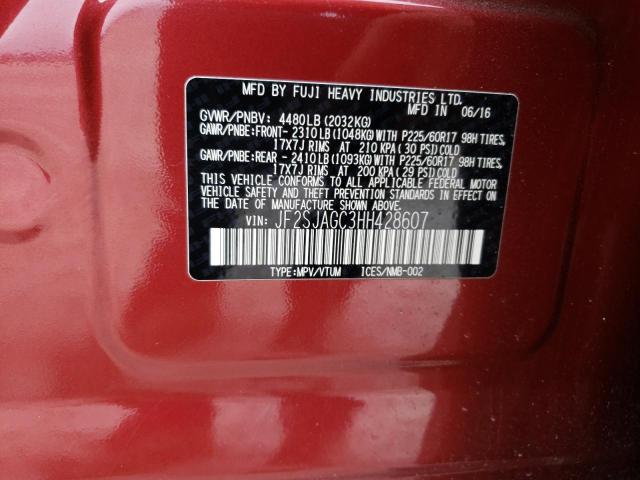 MFD BY FUJI HEAVY INDUSTRIES LTD.
MFD IN 06/16
GVWR/PNBV: 4480LB (2032KG)
GAWR/PNBE:FRONT- 2310LB(1048KG)WITH P225/60R17 98H TIRES,
17X7J RIMS AT 210 KPA ( 30 PSI)COLD
GAWR/PNBE:REAR - 2410LB(1093KG)WITH P225/60R17 98H TIRES,
17X7J RIMS AT 200 KPA ( 29 PSI)COLD
THIS VEHICLE CONFORMS TO ALL APPLICABLE FEDERAL MOTOR
VEHICLE SAFETY AND THEFT PREVENTION STANDARDS IN EFFECT ON
THE DATE OF MANUFACTURE SHOWN ABOVE.
VIN: JF2SJAGC3HH428607
TYPE:MPV/VTUM ICES/NMB-002